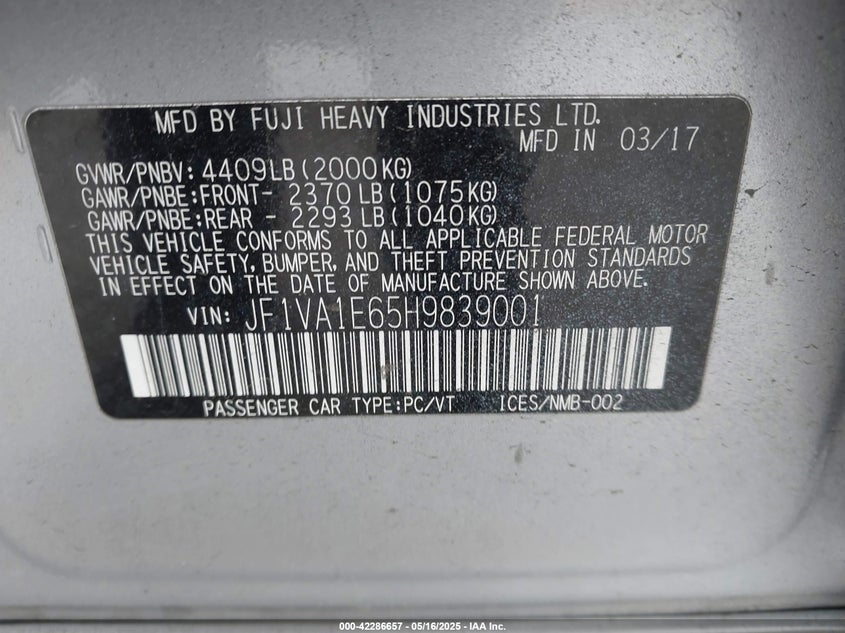 MFD BY FUJI HEAVY INDUSTRIES LTD.
MFD IN 03/17
GVWR/PNBV: 4409LB(2000KG)
GAWR/PNBE:FRONT- 2370 LB(1075KG)
GAWR/PNBE:REAR - 2293 LB(1040KG)
THIS VEHICLE CONFORMS TO ALL APPLICABLE FEDERAL MOTOR
VEHICLE SAFETY, BUMPER, AND THEFT PREVENTION STANDARDS
IN EFFECT ON THE DATE OF MANUFACTURE SHOWN ABOVE.
VIN: JF1VA1E65H9839001
PASSENGER CAR TYPE:PC/VT ICES/NMB-002
000-42286657 - 05/16/2025 - IAA Inc.